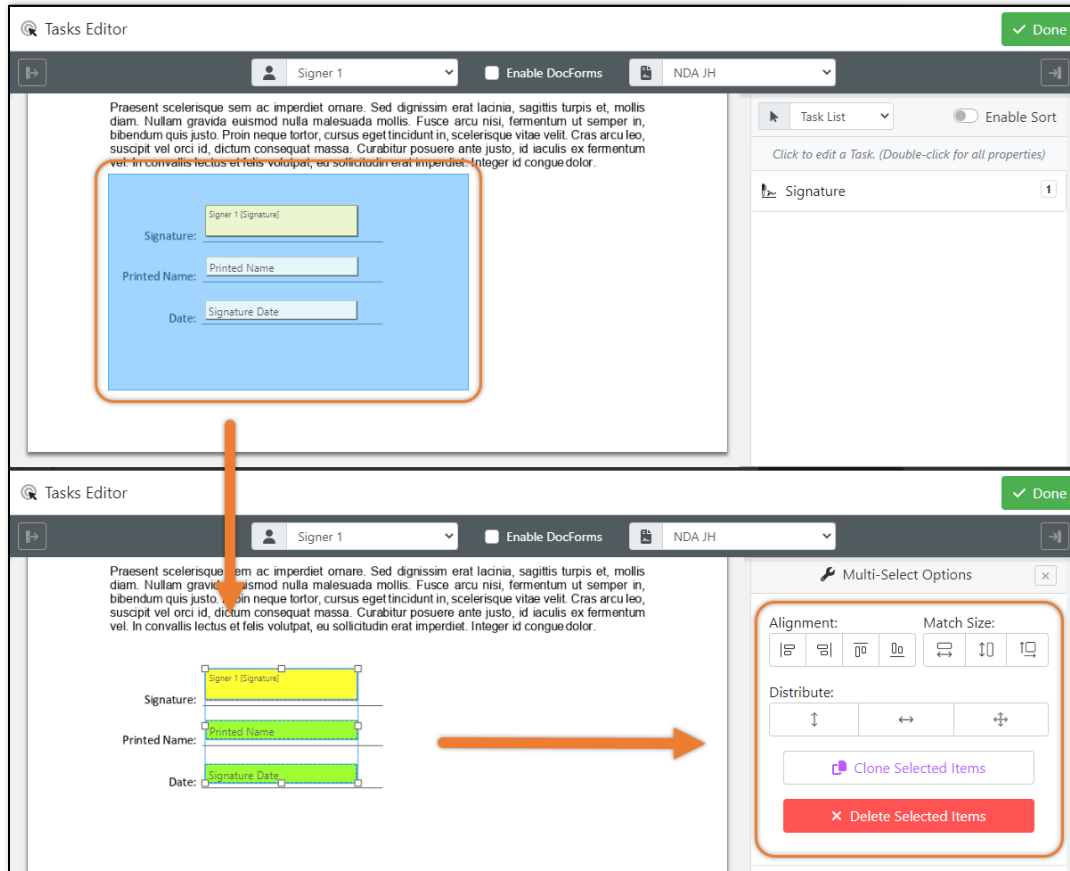 Tasks Editor
Done
Signer 1
Enable DocForms
NDA JH
Praesent scelerisque sem ac imperdiet ornare. Sed dignissim erat lacinia, sagittis turpis et, mollis
diam. Nullam gravida euismod nulla malesuada mollis. Fusce arcu nisi, fermentum ut semper in,
bibendum quis justo. Proin neque tortor, cursus eget tincidunt in, scelerisque vitae velit. Cras arcu leo,
suscipit vel orci id, dictum consequat massa. Curabitur posuere ante justo, id iaculis ex fermentum
vel. In convallis lectus et felis volutpat, eu sollicitudin erat imperdiet. Integer id congue dolor.
Signer 1 [Signature]
Signature:
Printed Name: Printed Name
Date: Signature Date
Task List
Enable Sort
Click to edit a Task. (Double-click for all properties)
Signature 1
Tasks Editor
Done
Signer 1
Enable DocForms
NDA JH
Praesent scelerisque sem ac imperdiet ornare. Sed dignissim erat lacinia, sagittis turpis et, mollis
diam. Nullam gravida euismod nulla malesuada mollis. Fusce arcu nisi, fermentum ut semper in,
bibendum quis justo. Proin neque tortor, cursus eget tincidunt in, scelerisque vitae velit. Cras arcu leo,
suscipit vel orci id, dictum consequat massa. Curabitur posuere ante justo, id iaculis ex fermentum
vel. In convallis lectus et felis volutpat, eu sollicitudin erat imperdiet. Integer id congue dolor.
Signer 1 [Signature]
Signature:
Printed Name: Printed Name
Date: Signature Date
Multi-Select Options
Alignment: Match Size:
Distribute:
Clone Selected Items
Delete Selected Items